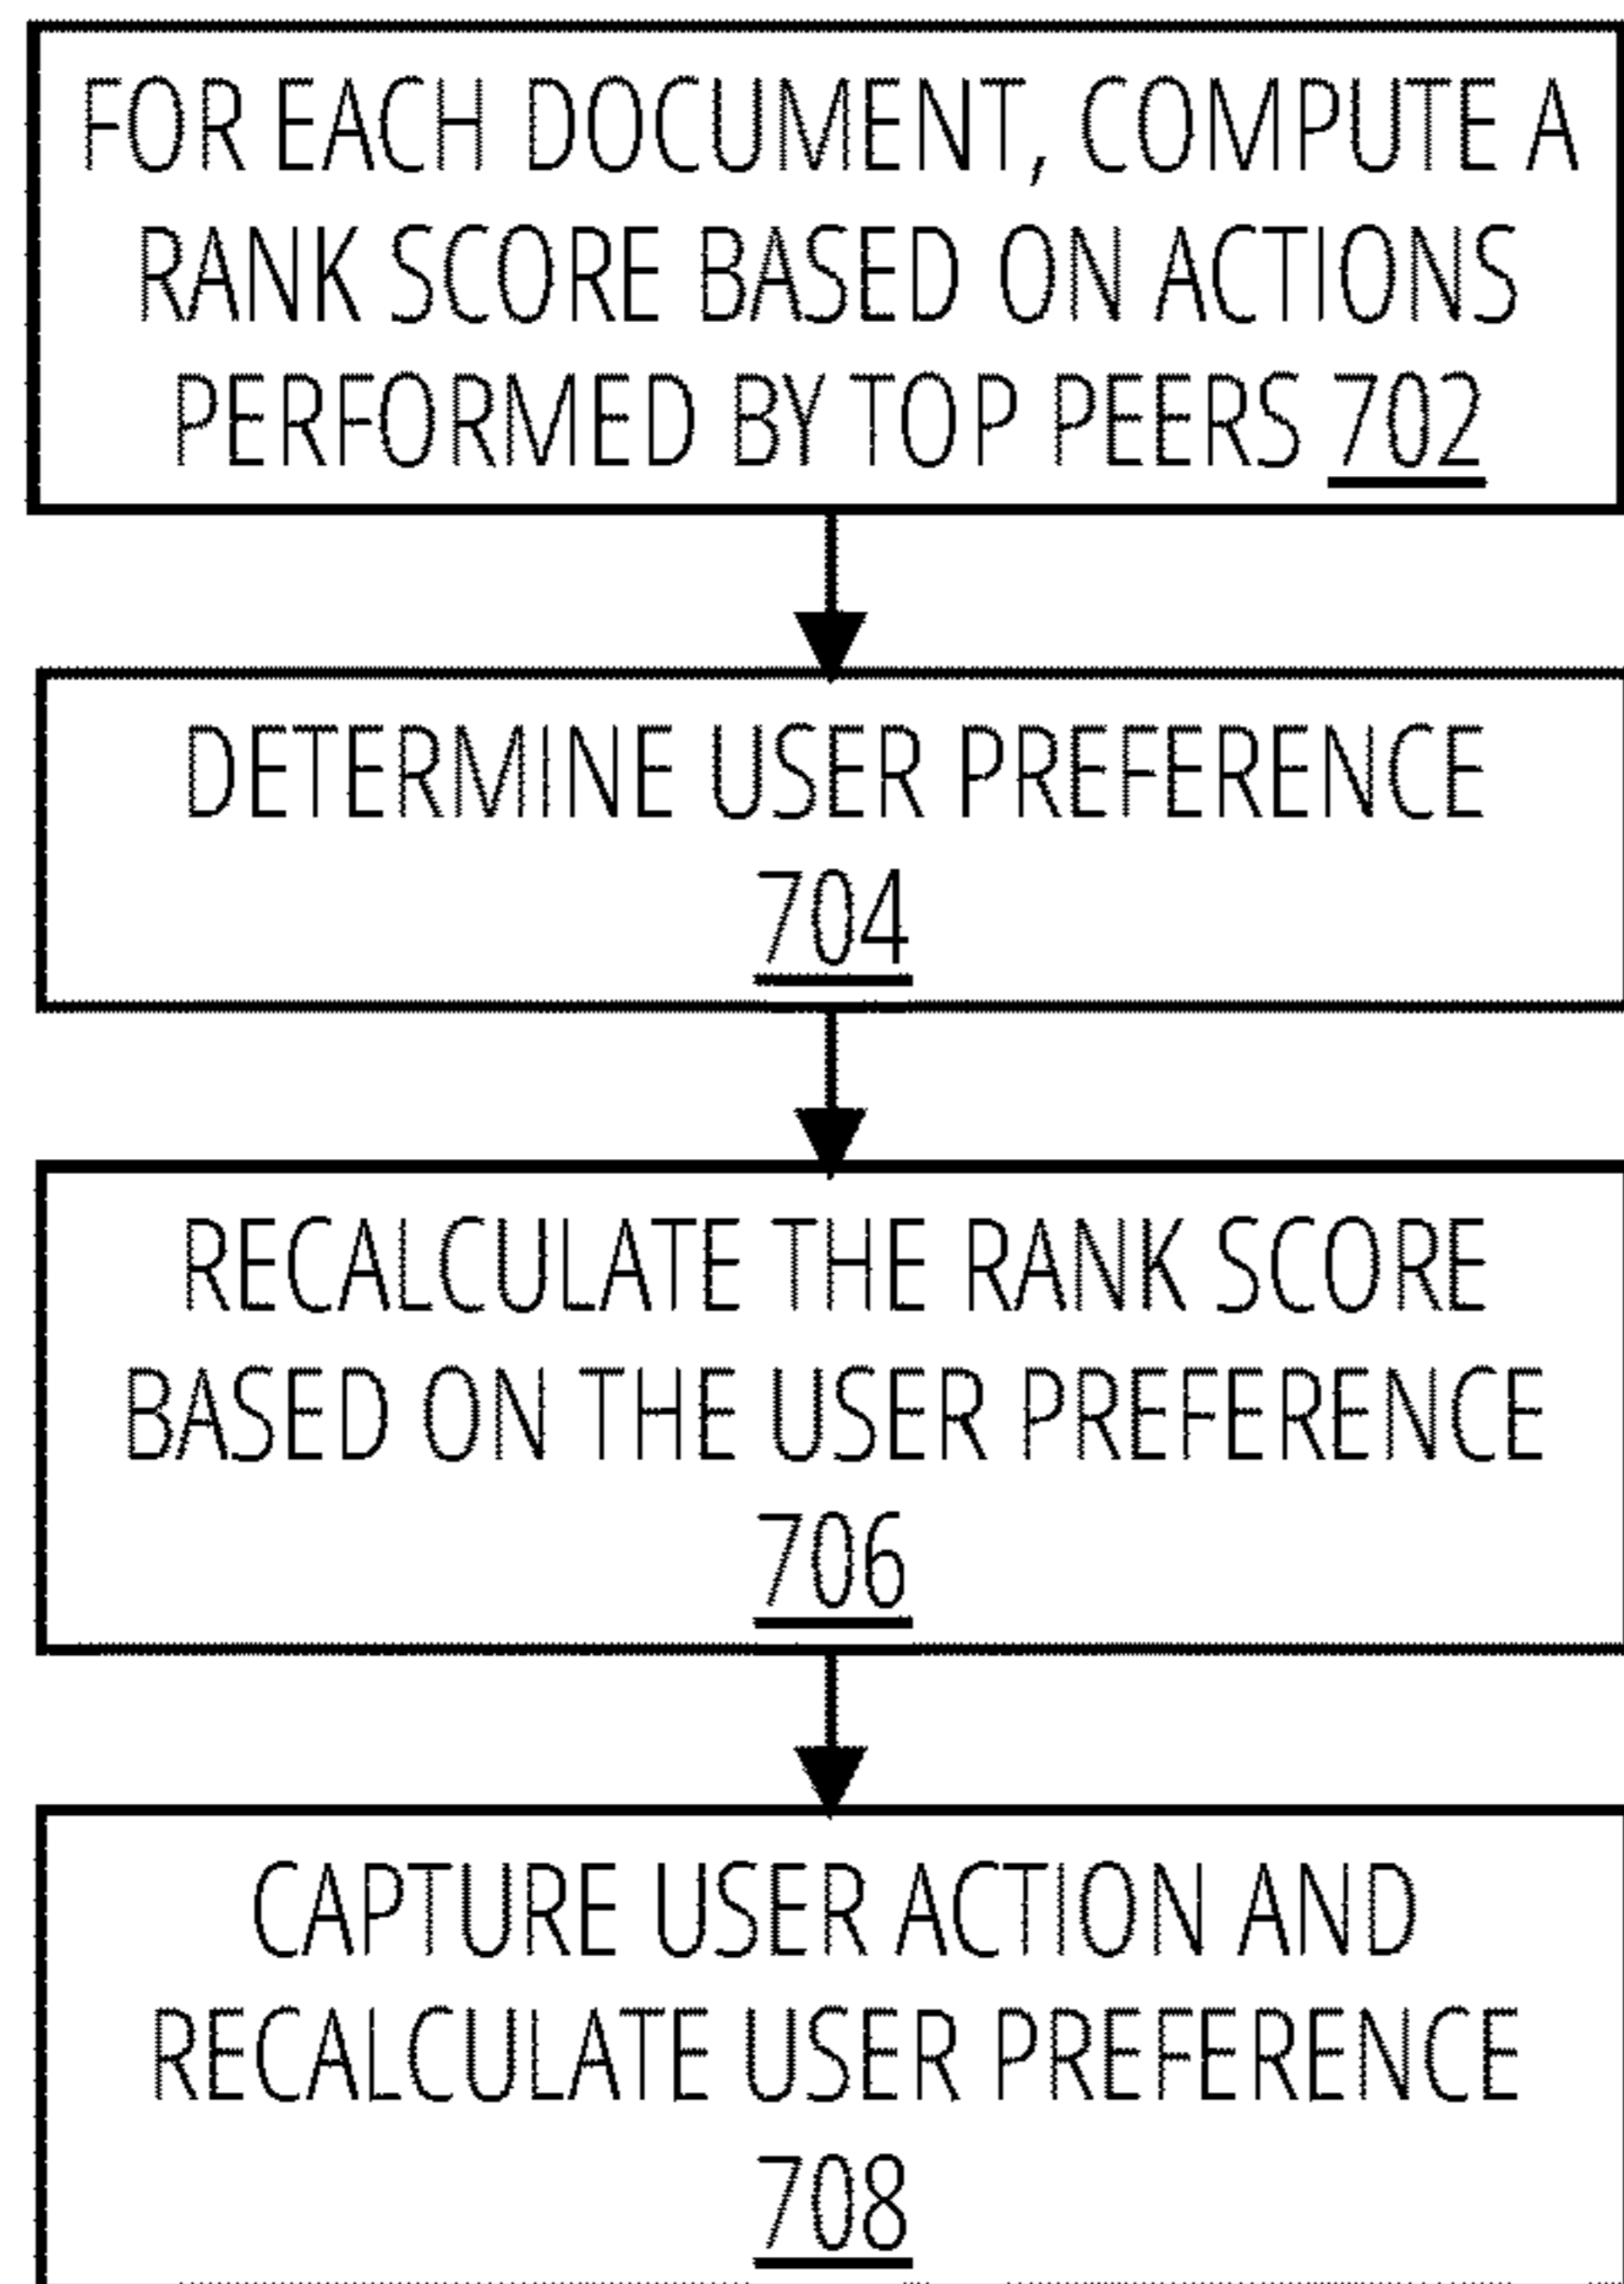 FOR EACH DOCUMENT, COMPUTE A
RANK SCORE BASED ON ACTIONS
PERFORMED BY TOP PEERS 702
DETERMINE USER PREFERENCE
704
RECALCULATE THE RANK SCORE
BASED ON THE USER PREFERENCE
706
CAPTURE USER ACTION AND
RECALCULATE USER PREFERENCE
708